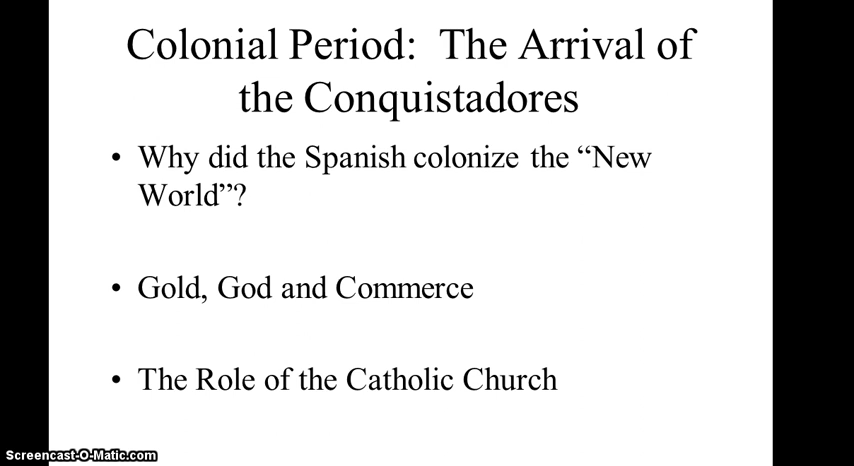 Colonial Period: The Arrival of
the Conquistadores
• Why did the Spanish colonize the “New
World”?
• Gold, God and Commerce
• The Role of the Catholic Church
Screencast-O-Matic.com